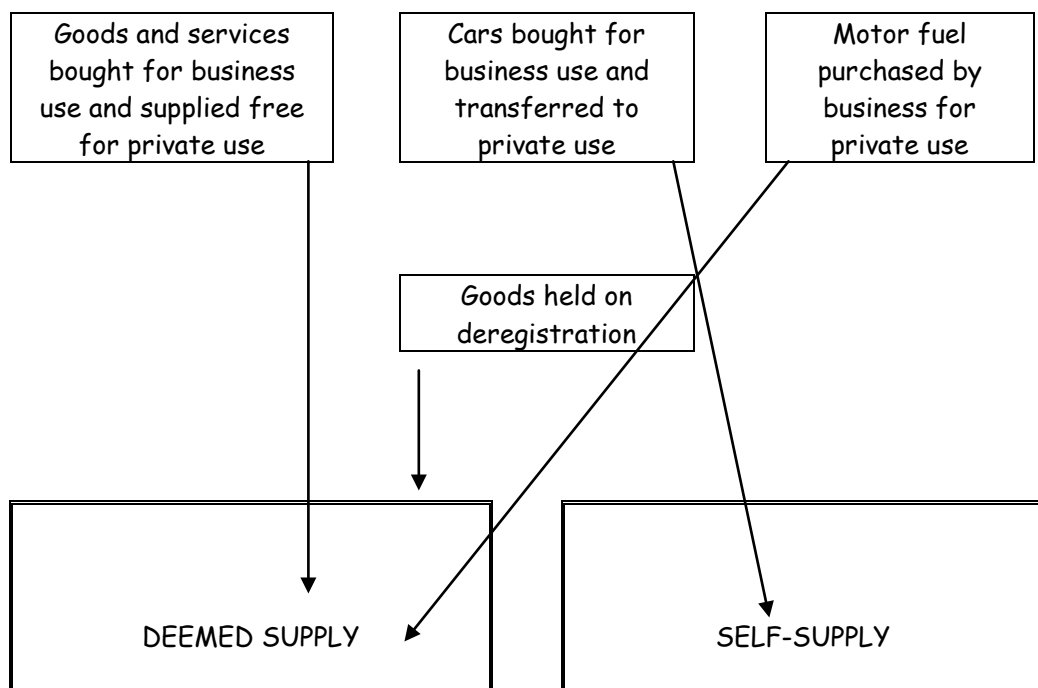 Goods and services
bought for business
use and supplied free
for private use
Cars bought for
business use and
transferred to
private use
Motor fuel
purchased by
business for
private use
Goods held on
deregistration
DEEMED SUPPLY
SELF-SUPPLY